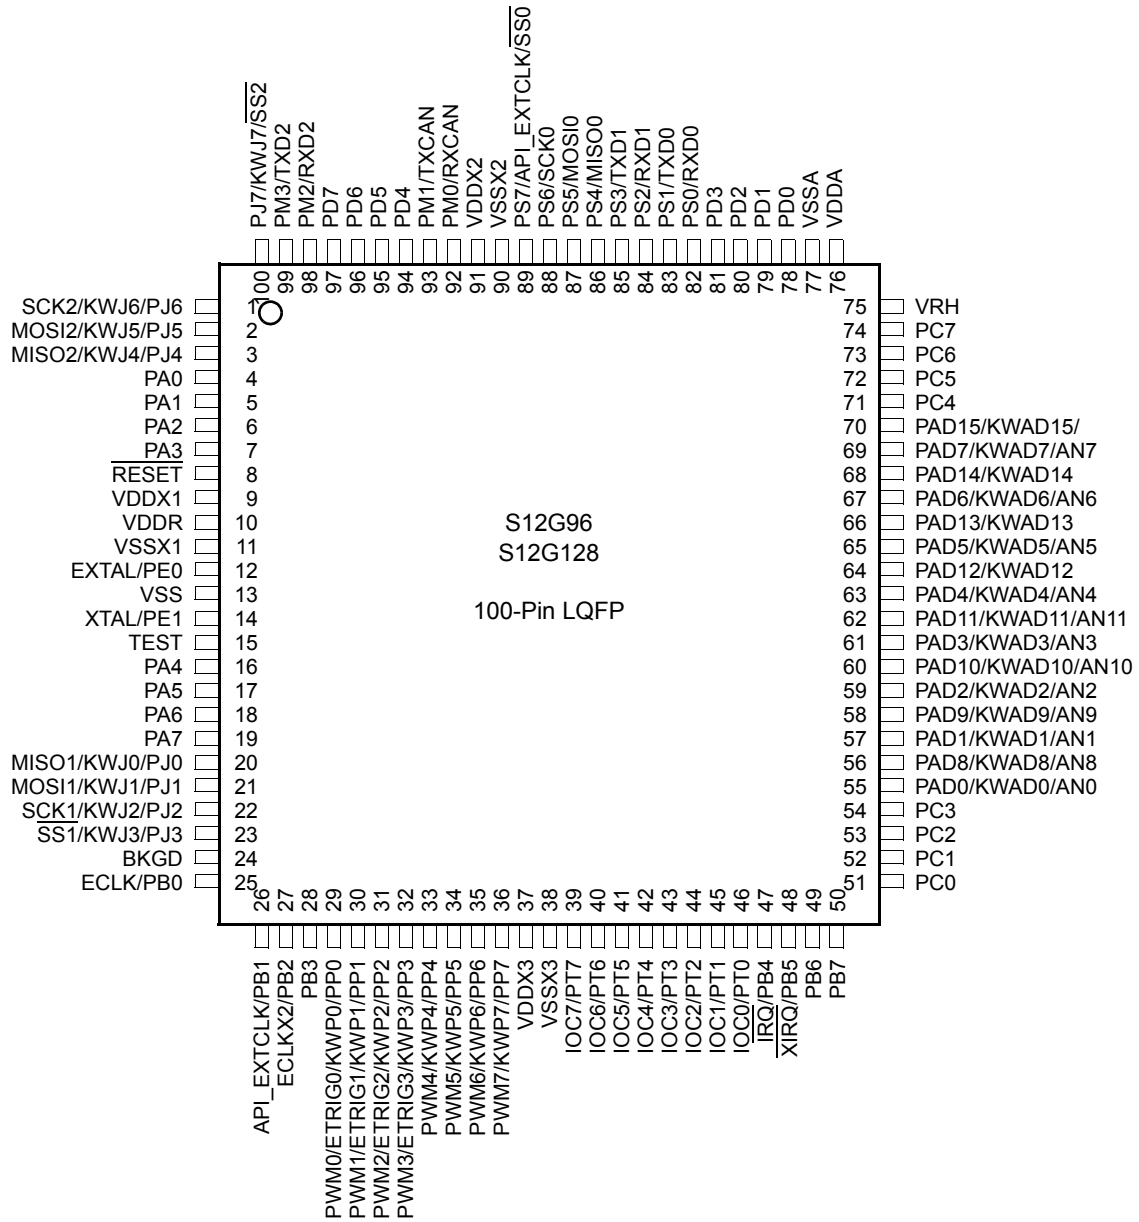 PJ7/KWJ7/SS2
PM3/TXD2
PM2/RXD2
PD7
PD6
PD5
PD4
PM1/TXCAN
PM0/RXCAN
VDDX2
VSSX2
PS7/API_EXTCLK/SS0
PS6/SCK0
PS5/MOSI0
PS4/MISO0
PS3/TXD1
PS2/RXD1
PS1/TXD0
PS0/RXD0
PD3
PD2
PD1
PD0
VSSA
VDDA
100
99
98
97
96
95
94
93
92
91
90
89
88
87
86
85
84
83
82
81
80
79
78
77
76
SCK2/KWJ6/PJ6 1
MOSI2/KWJ5/PJ5 2
MISO2/KWJ4/PJ4 3
PA0 4
PA1 5
PA2 6
PA3 7
RESET 8
VDDX1 9
VDDR 10
VSSX1 11
EXTAL/PE0 12
VSS 13
XTAL/PE1 14
TEST 15
PA4 16
PA5 17
PA6 18
PA7 19
MISO1/KWJ0/PJ0 20
MOSI1/KWJ1/PJ1 21
SCK1/KWJ2/PJ2 22
SS1/KWJ3/PJ3 23
BKGD 24
ECLK/PB0 25
S12G96
S12G128
100-Pin LQFP
75 VRH
74 PC7
73 PC6
72 PC5
71 PC4
70 PAD15/KWAD15/
69 PAD7/KWAD7/AN7
68 PAD14/KWAD14
67 PAD6/KWAD6/AN6
66 PAD13/KWAD13
65 PAD5/KWAD5/AN5
64 PAD12/KWAD12
63 PAD4/KWAD4/AN4
62 PAD11/KWAD11/AN11
61 PAD3/KWAD3/AN3
60 PAD10/KWAD10/AN10
59 PAD2/KWAD2/AN2
58 PAD9/KWAD9/AN9
57 PAD1/KWAD1/AN1
56 PAD8/KWAD8/AN8
55 PAD0/KWAD0/AN0
54 PC3
53 PC2
52 PC1
51 PC0
26
27
28
29
30
31
32
33
34
35
36
37
38
39
40
41
42
43
44
45
46
47
48
49
50
API_EXTCLK/PB1
ECLKX2/PB2
PB3
PWM0/ETRIG0/KWP0/PP0
PWM1/ETRIG1/KWP1/PP1
PWM2/ETRIG2/KWP2/PP2
PWM3/ETRIG3/KWP3/PP3
PWM4/KWP4/PP4
PWM5/KWP5/PP5
PWM6/KWP6/PP6
PWM7/KWP7/PP7
VDDX3
VSSX3
IOC7/PT7
IOC6/PT6
IOC5/PT5
IOC4/PT4
IOC3/PT3
IOC2/PT2
IOC1/PT1
IOC0/PT0
IRQ/PB4
XIRQ/PB5
PB6
PB7